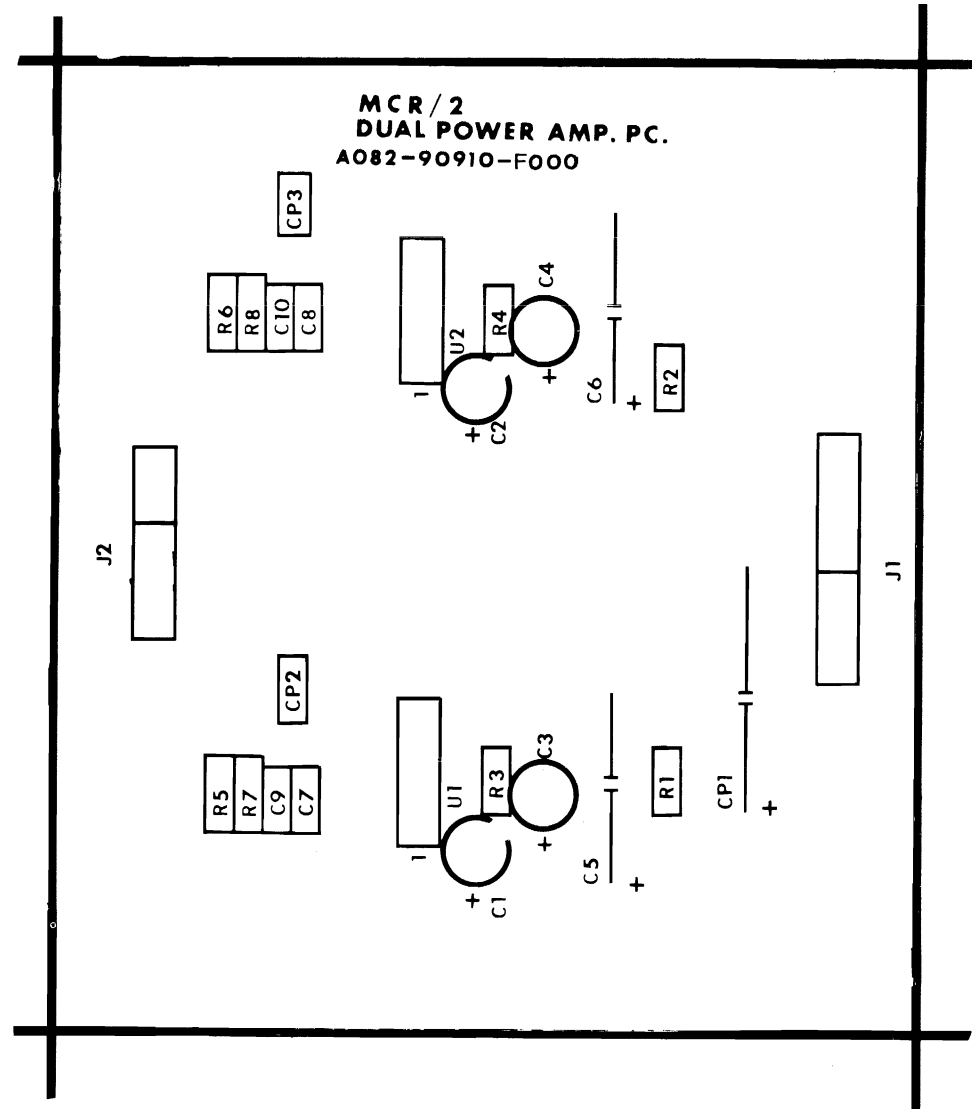 MCR/2
DUAL POWER AMP. PC.
A082-90910-F000
CP3
R6
R8
C10
C8
1
U2
R4
C4
+
C2
+
C6
+
R2
J2
J1
CP2
R5
R7
C9
C7
1
U1
R3
C3
+
C1
+
C5
+
R1
CP1
+